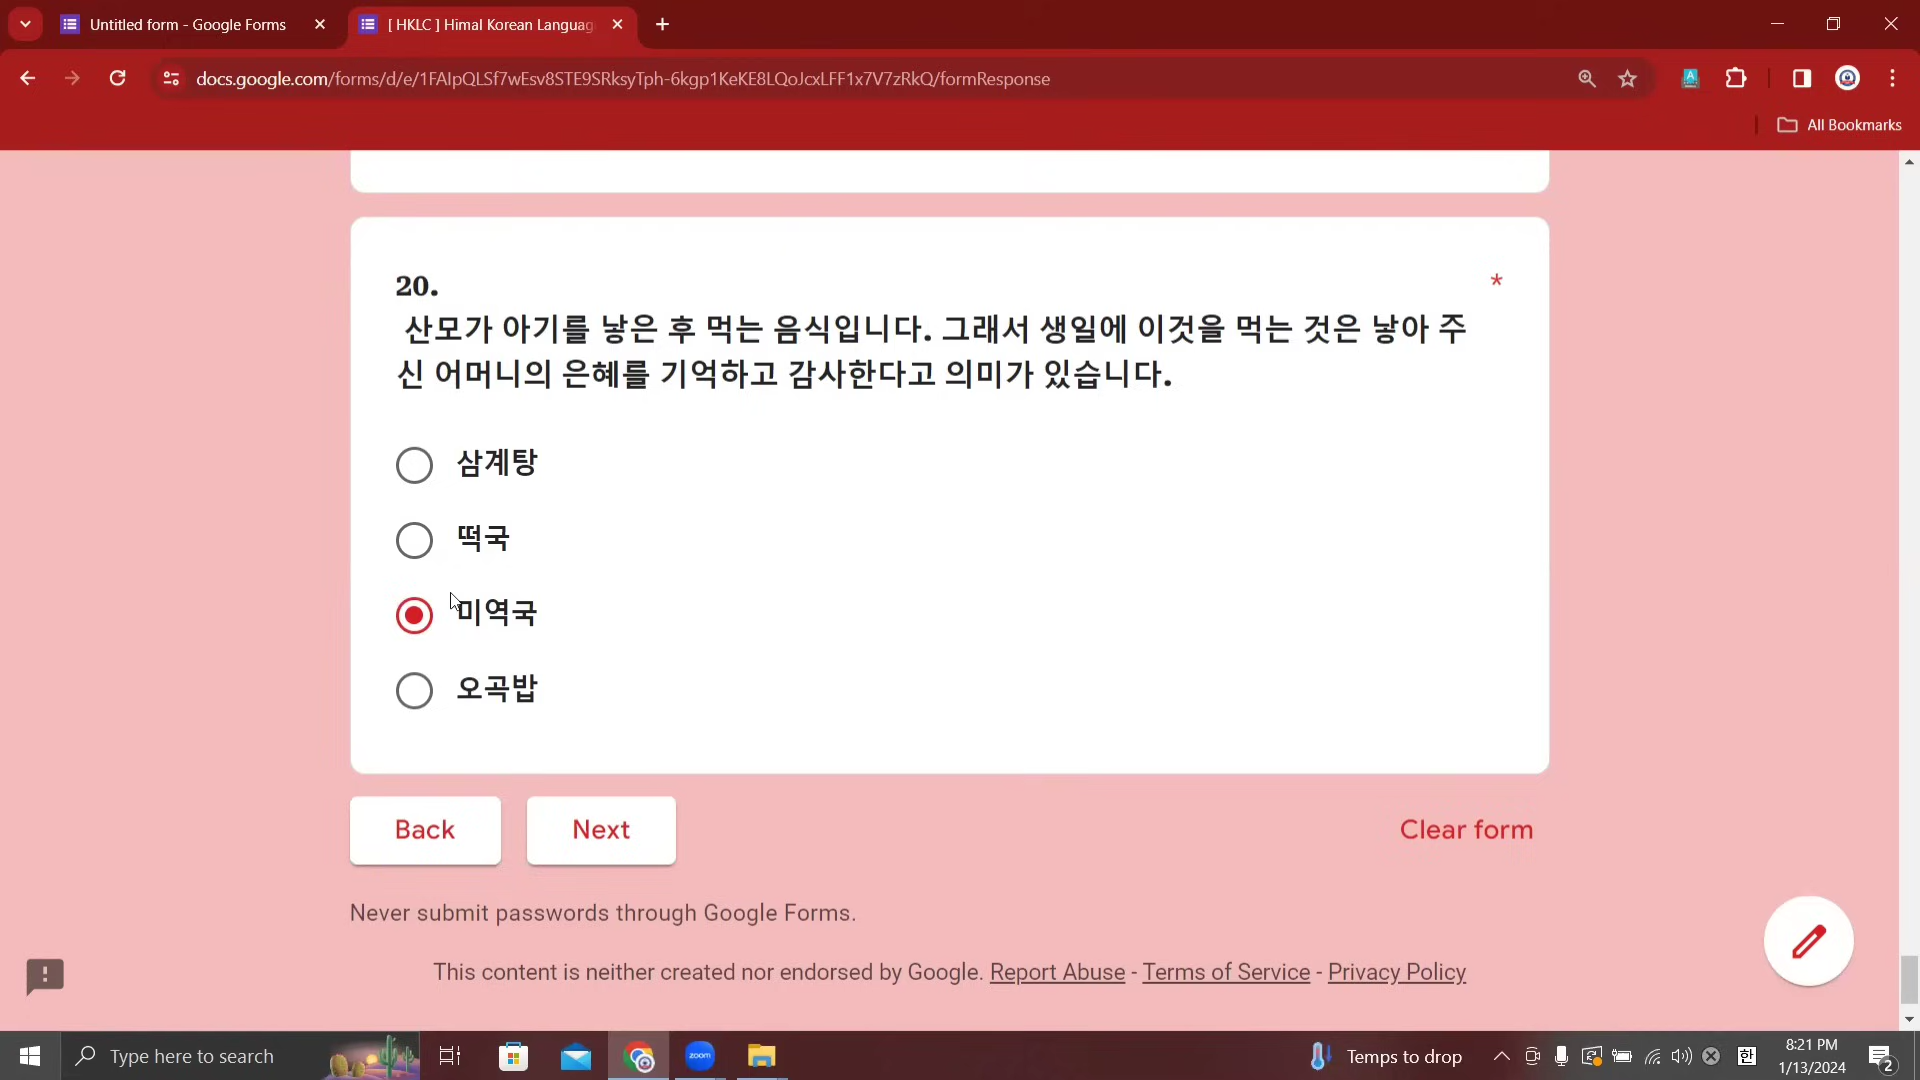 Untitled form - Google Forms
[ HKLC ] Himal Korean Languag
docs.google.com/forms/d/e/1FAIpQLSf7wEsv8STE9SRksyTph-6kgp1KeKE8LQoJcxLFF1x7V7zRkQ/formResponse
All Bookmarks
20.
*
산모가 아기를 낳은 후 먹는 음식입니다. 그래서 생일에 이것을 먹는 것은 낳아 주
신 어머니의 은혜를 기억하고 감사한다고 의미가 있습니다.
삼계탕
떡국
미역국
오곡밥
Back
Next
Clear form
Never submit passwords through Google Forms.
This content is neither created nor endorsed by Google. Report Abuse - Terms of Service - Privacy Policy
Type here to search
zoom
Temps to drop
한
8:21 PM
1/13/2024
2